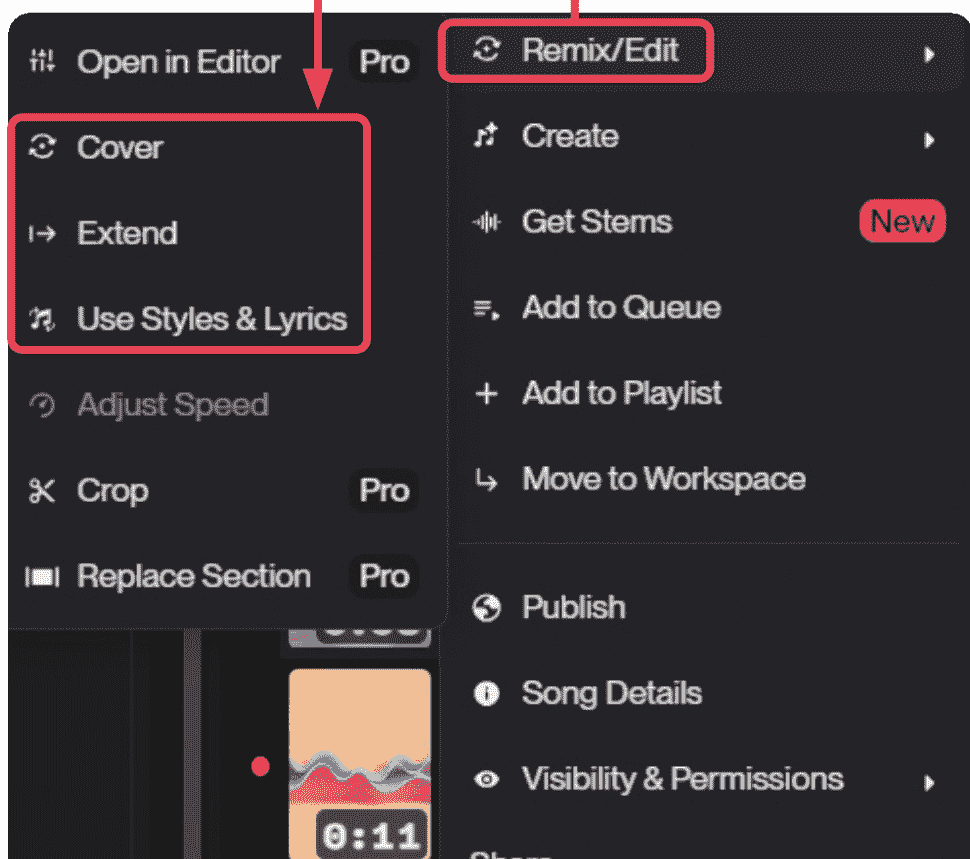 Open in Editor Pro
Cover
Extend
Use Styles & Lyrics
Adjust Speed
Crop Pro
Replace Section Pro
0:11
Remix/Edit
Create
Get Stems New
Add to Queue
Add to Playlist
Move to Workspace
Publish
Song Details
Visibility & Permissions